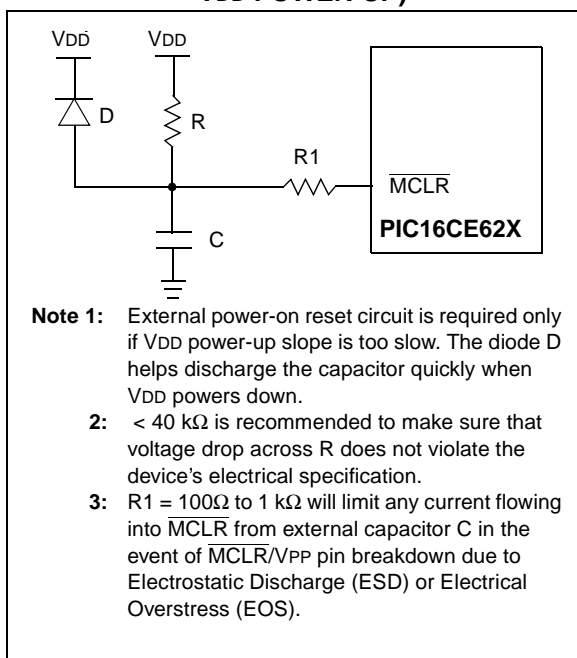 VDD POWER-UP)
VDD VDD
D
R
R1
MCLR
PIC16CE62X
C
Note 1: External power-on reset circuit is required only
if VDD power-up slope is too slow. The diode D
helps discharge the capacitor quickly when
VDD powers down.
2: < 40 kΩ is recommended to make sure that
voltage drop across R does not violate the
device's electrical specification.
3: R1 = 100Ω to 1 kΩ will limit any current flowing
into MCLR from external capacitor C in the
event of MCLR/VPP pin breakdown due to
Electrostatic Discharge (ESD) or Electrical
Overstress (EOS).